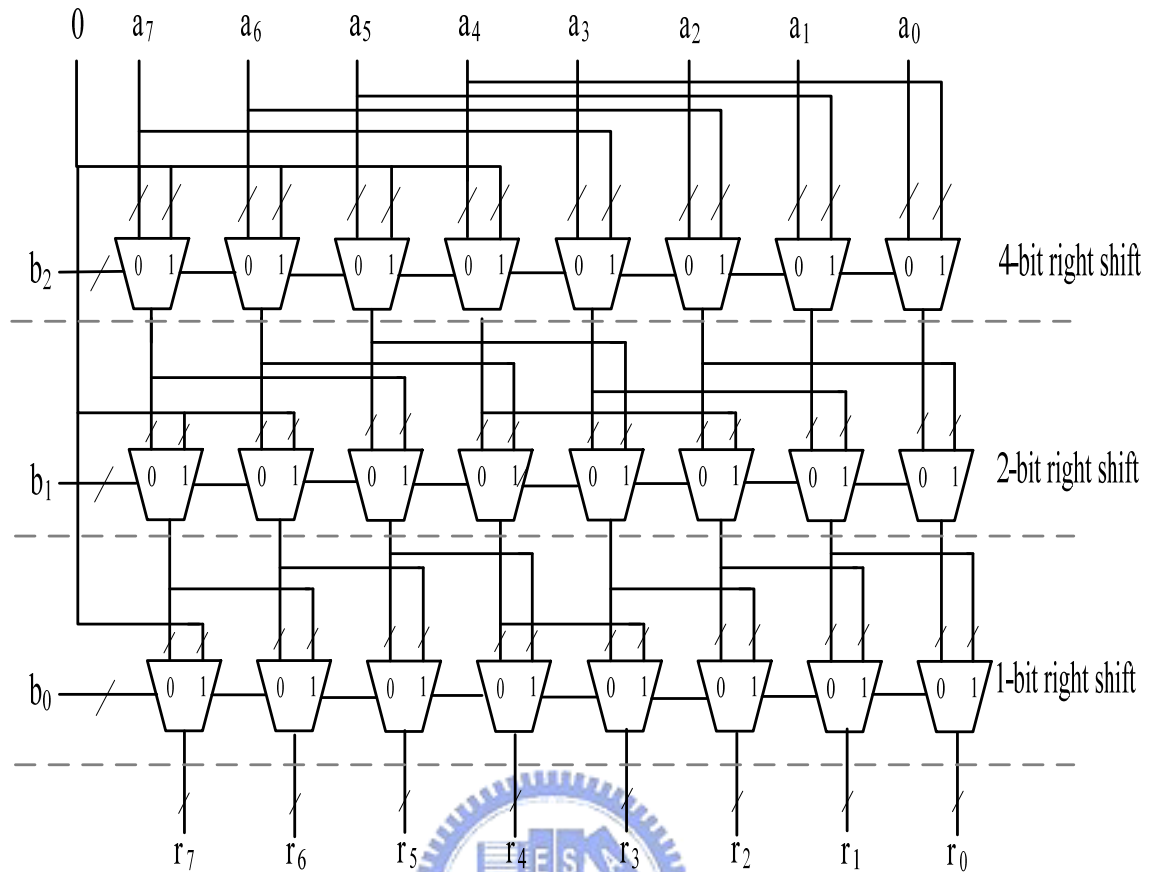 0 a7 a6 a5 a4 a3 a2 a1 a0
b2 0 1 0 1 0 1 0 1 0 1 0 1 0 1 0 1 4-bit right shift
b1 0 1 0 1 0 1 0 1 0 1 0 1 0 1 0 1 2-bit right shift
b0 0 1 0 1 0 1 0 1 0 1 0 1 0 1 0 1 1-bit right shift
E S A
r7 r6 r5 r4 r3 r2 r1 r0